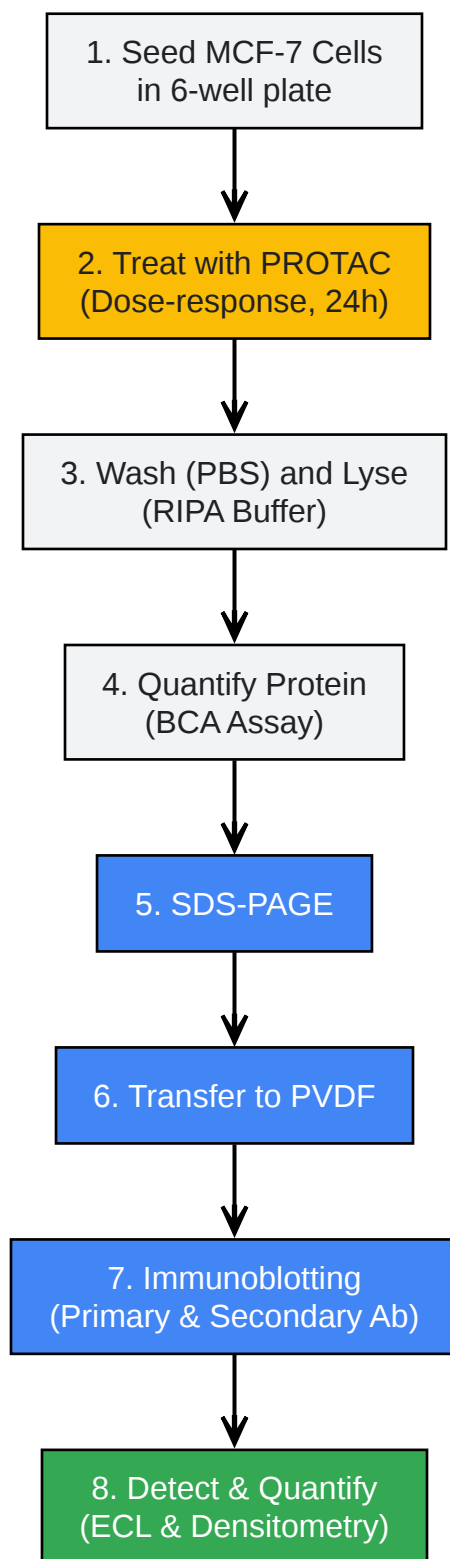 1. Seed MCF-7 Cells
in 6-well plate
2. Treat with PROTAC
(Dose-response, 24h)
3. Wash (PBS) and Lyse
(RIPA Buffer)
4. Quantify Protein
(BCA Assay)
5. SDS-PAGE
6. Transfer to PVDF
7. Immunoblotting
(Primary & Secondary Ab)
8. Detect & Quantify
(ECL & Densitometry)